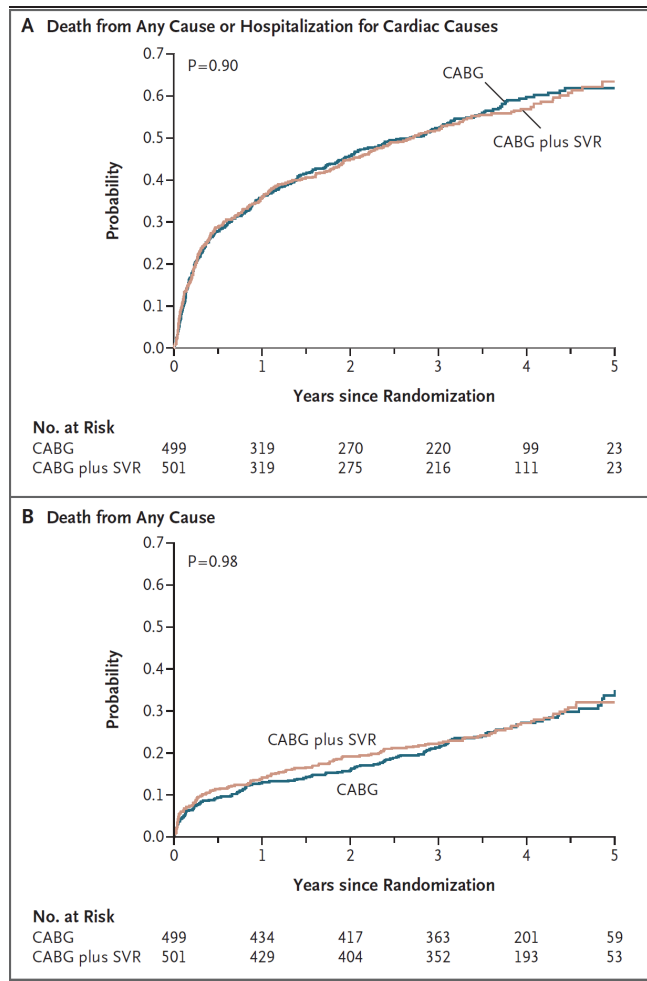 A Death from Any Cause or Hospitalization for Cardiac Causes
0.7
P=0.90
CABG
0.6
CABG plus SVR
0.5
0.4
0.3
0.2
0.1
0.0
Probability
0 1 2 3 4 5
Years since Randomization
No. at Risk
CABG 499 319 270 220 99 23
CABG plus SVR 501 319 275 216 111 23
B Death from Any Cause
0.7
P=0.98
0.6
0.5
0.4
0.3
CABG plus SVR
0.2
CABG
0.1
0.0
Probability
0 1 2 3 4 5
Years since Randomization
No. at Risk
CABG 499 434 417 363 201 59
CABG plus SVR 501 429 404 352 193 53